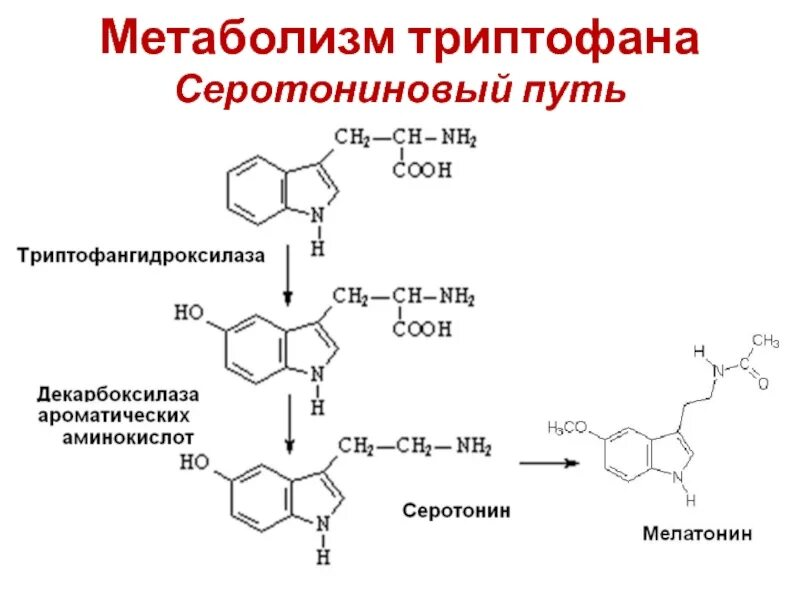 Метаболизм триптофана
Серотониновый путь
CH₂—CH—NH₂
COOH
N
H
Триптофангидроксилаза
HO
CH₂—CH—NH₂
COOH
N
H
Декарбоксилаза
ароматических
аминокислот
HO
CH₂—CH₂—NH₂
N
H
Серотонин
CH₃
H
N
C
O
H₃CO
N
H
Мелатонин